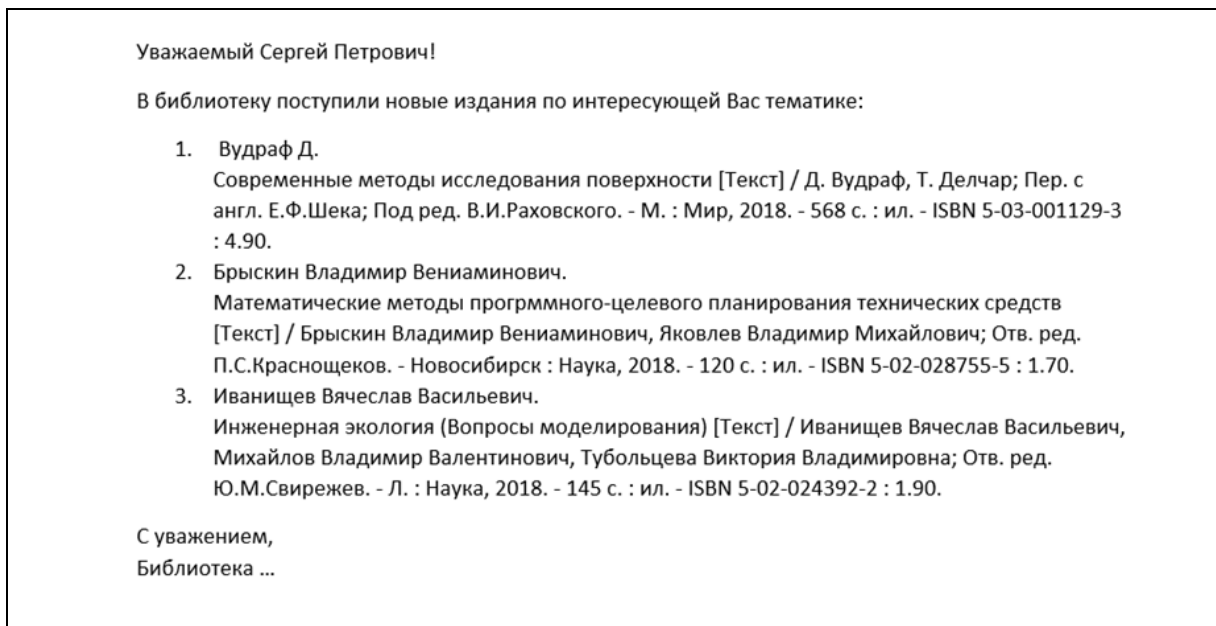 Уважаемый Сергей Петрович!
В библиотеку поступили новые издания по интересующей Вас тематике:
1. Вудраф Д.
Современные методы исследования поверхности [Текст] / Д. Вудраф, Т. Делчар; Пер. с
англ. Е.Ф.Шека; Под ред. В.И.Раховского. - М. : Мир, 2018. - 568 с. : ил. - ISBN 5-03-001129-3
: 4.90.
2. Брыскин Владимир Вениаминович.
Математические методы прогрммного-целевого планирования технических средств
[Текст] / Брыскин Владимир Вениаминович, Яковлев Владимир Михайлович; Отв. ред.
П.С.Краснощеков. - Новосибирск : Наука, 2018. - 120 с. : ил. - ISBN 5-02-028755-5 : 1.70.
3. Иванищев Вячеслав Васильевич.
Инженерная экология (Вопросы моделирования) [Текст] / Иванищев Вячеслав Васильевич,
Михайлов Владимир Валентинович, Тубольцева Виктория Владимировна; Отв. ред.
Ю.М.Свирежев. - Л. : Наука, 2018. - 145 с. : ил. - ISBN 5-02-024392-2 : 1.90.
С уважением,
Библиотека ...